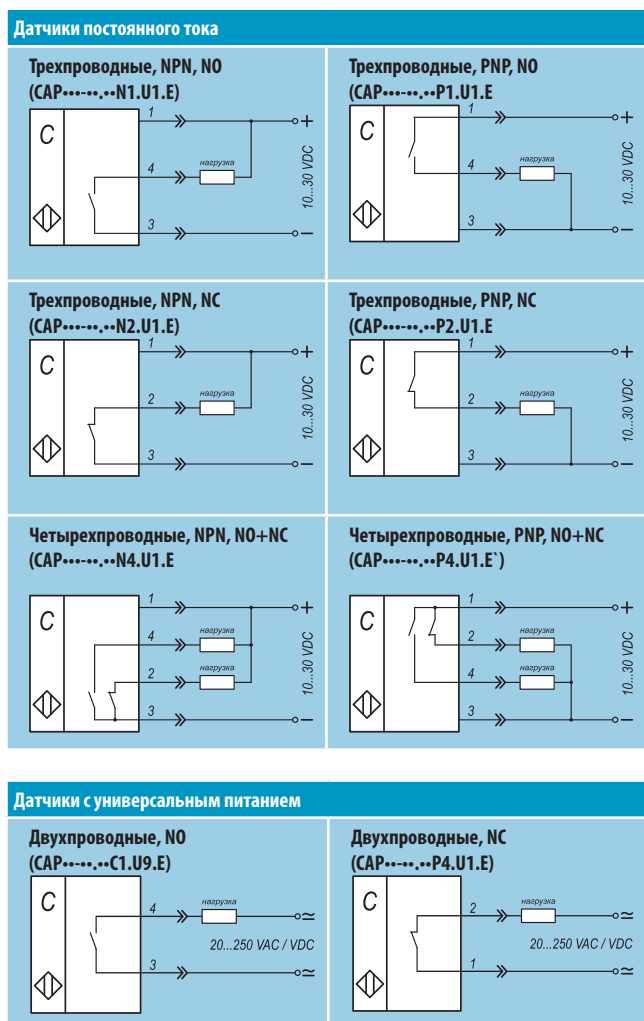 Датчики постоянного тока
Трехпроводные, NPN, NO
(CAP•••-••.••N1.U1.E)
C
1
4
нагрузка
3
+
−
10...30 VDC
Трехпроводные, PNP, NO
(CAP•••-••.••P1.U1.E
C
1
4
нагрузка
3
+
−
10...30 VDC
Трехпроводные, NPN, NC
(CAP•••-••.••N2.U1.E)
C
1
2
нагрузка
3
+
−
10...30 VDC
Трехпроводные, PNP, NC
(CAP•••-••.••P2.U1.E
C
1
2
нагрузка
3
+
−
10...30 VDC
Четырехпроводные, NPN, NO+NC
(CAP•••-••.••N4.U1.E
C
1
4
нагрузка
2
нагрузка
3
+
−
10...30 VDC
Четырехпроводные, PNP, NO+NC
(CAP•••-••.••P4.U1.E`)
C
1
2
нагрузка
4
нагрузка
3
+
−
10...30 VDC
Датчики с универсальным питанием
Двухпроводные, NO
(CAP••-••.••C1.U9.E)
C
4
нагрузка
≃
20...250 VAC / VDC
3
≃
Двухпроводные, NC
(CAP••-••.••P4.U1.E)
C
2
нагрузка
≃
20...250 VAC / VDC
1
≃